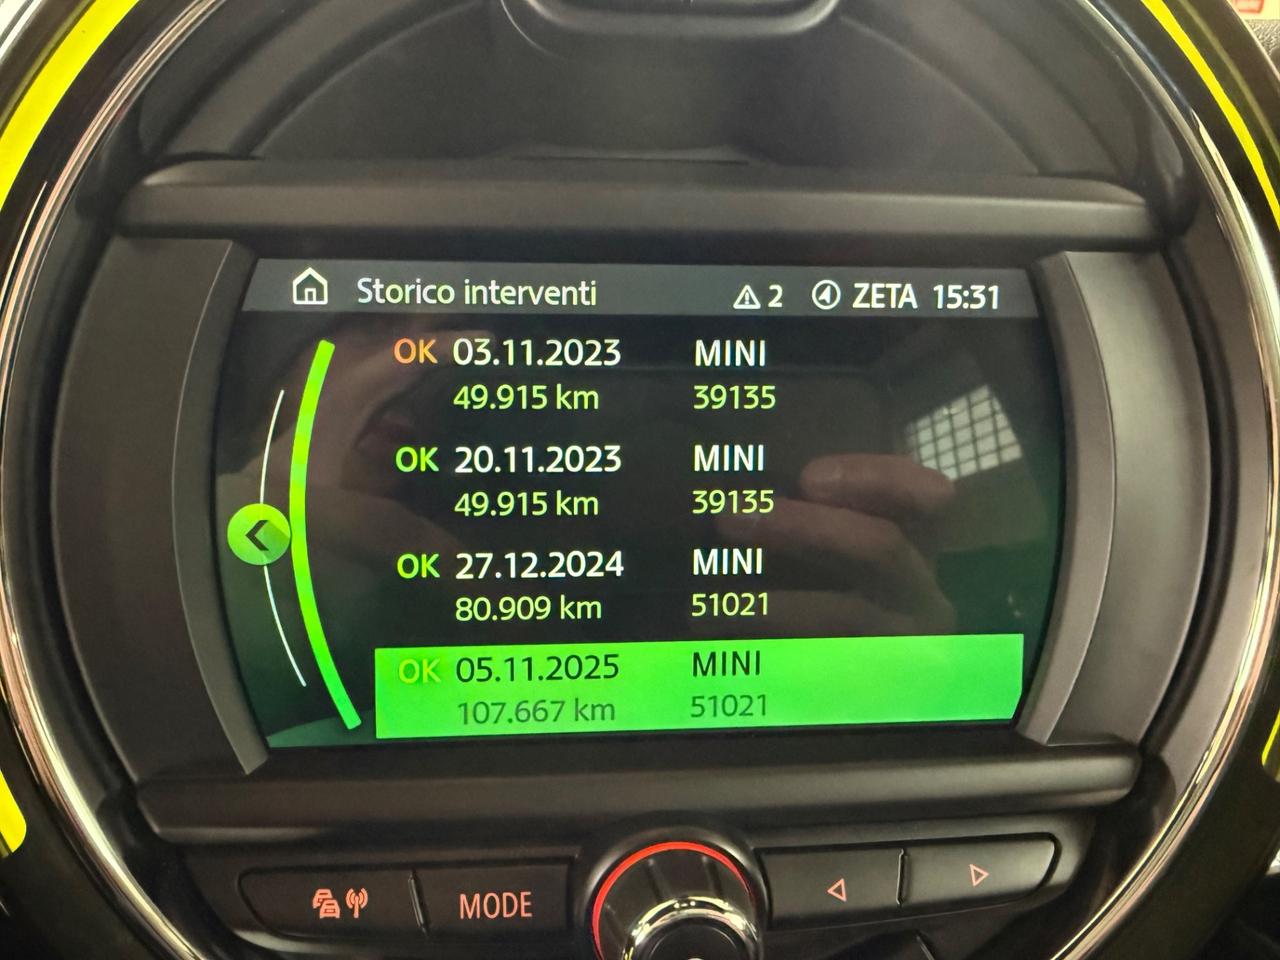 Storico interventi 2 ZETA 15:31
OK 03.11.2023 MINI
49.915 km 39135
OK 20.11.2023 MINI
49.915 km 39135
OK 27.12.2024 MINI
80.909 km 51021
OK 05.11.2025 MINI
107.667 km 51021
MODE